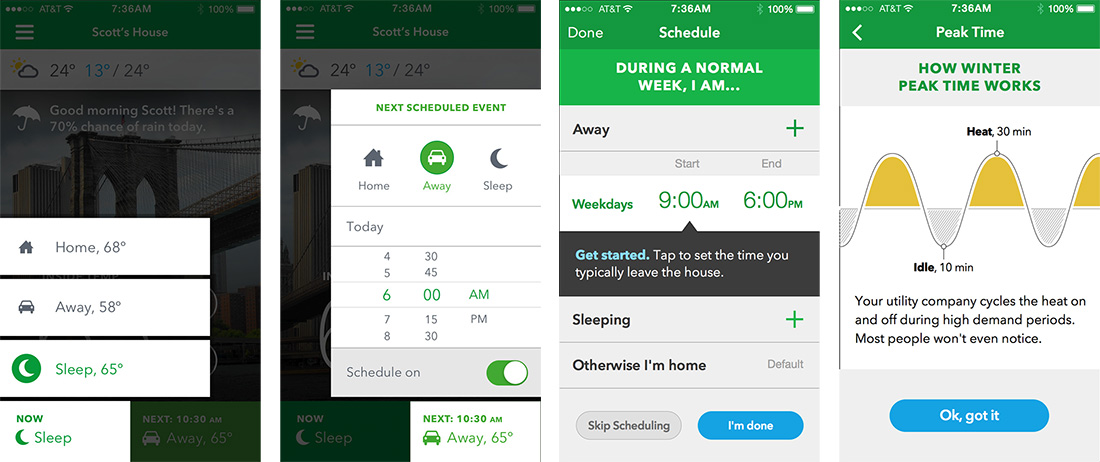 AT&T 7:36AM 100%
Scott's House
24° 13° / 24°
Good morning Scott! There's a
70% chance of rain today.
INSIDE TEMP
Home, 68°
Away, 58°
Sleep, 65°
NOW
Sleep
NEXT: 10:30 AM
Away, 65°
AT&T 7:36AM 100%
Scott's House
24° 13° / 24°
NEXT SCHEDULED EVENT
Home Away Sleep
Today
4 30
5 45
6 00 AM
7 15 PM
8 30
Schedule on
NOW
Sleep
NEXT: 10:30 AM
Away, 65°
AT&T 7:36AM 100%
Done Schedule
DURING A NORMAL
WEEK, I AM...
Away +
Start End
Weekdays 9:00AM 6:00PM
Get started. Tap to set the time you
typically leave the house.
Sleeping +
Otherwise I'm home Default
Skip Scheduling I'm done
AT&T 7:36AM 100%
Peak Time
HOW WINTER
PEAK TIME WORKS
Heat, 30 min
Idle, 10 min
Your utility company cycles the heat on
and off during high demand periods.
Most people won't even notice.
Ok, got it